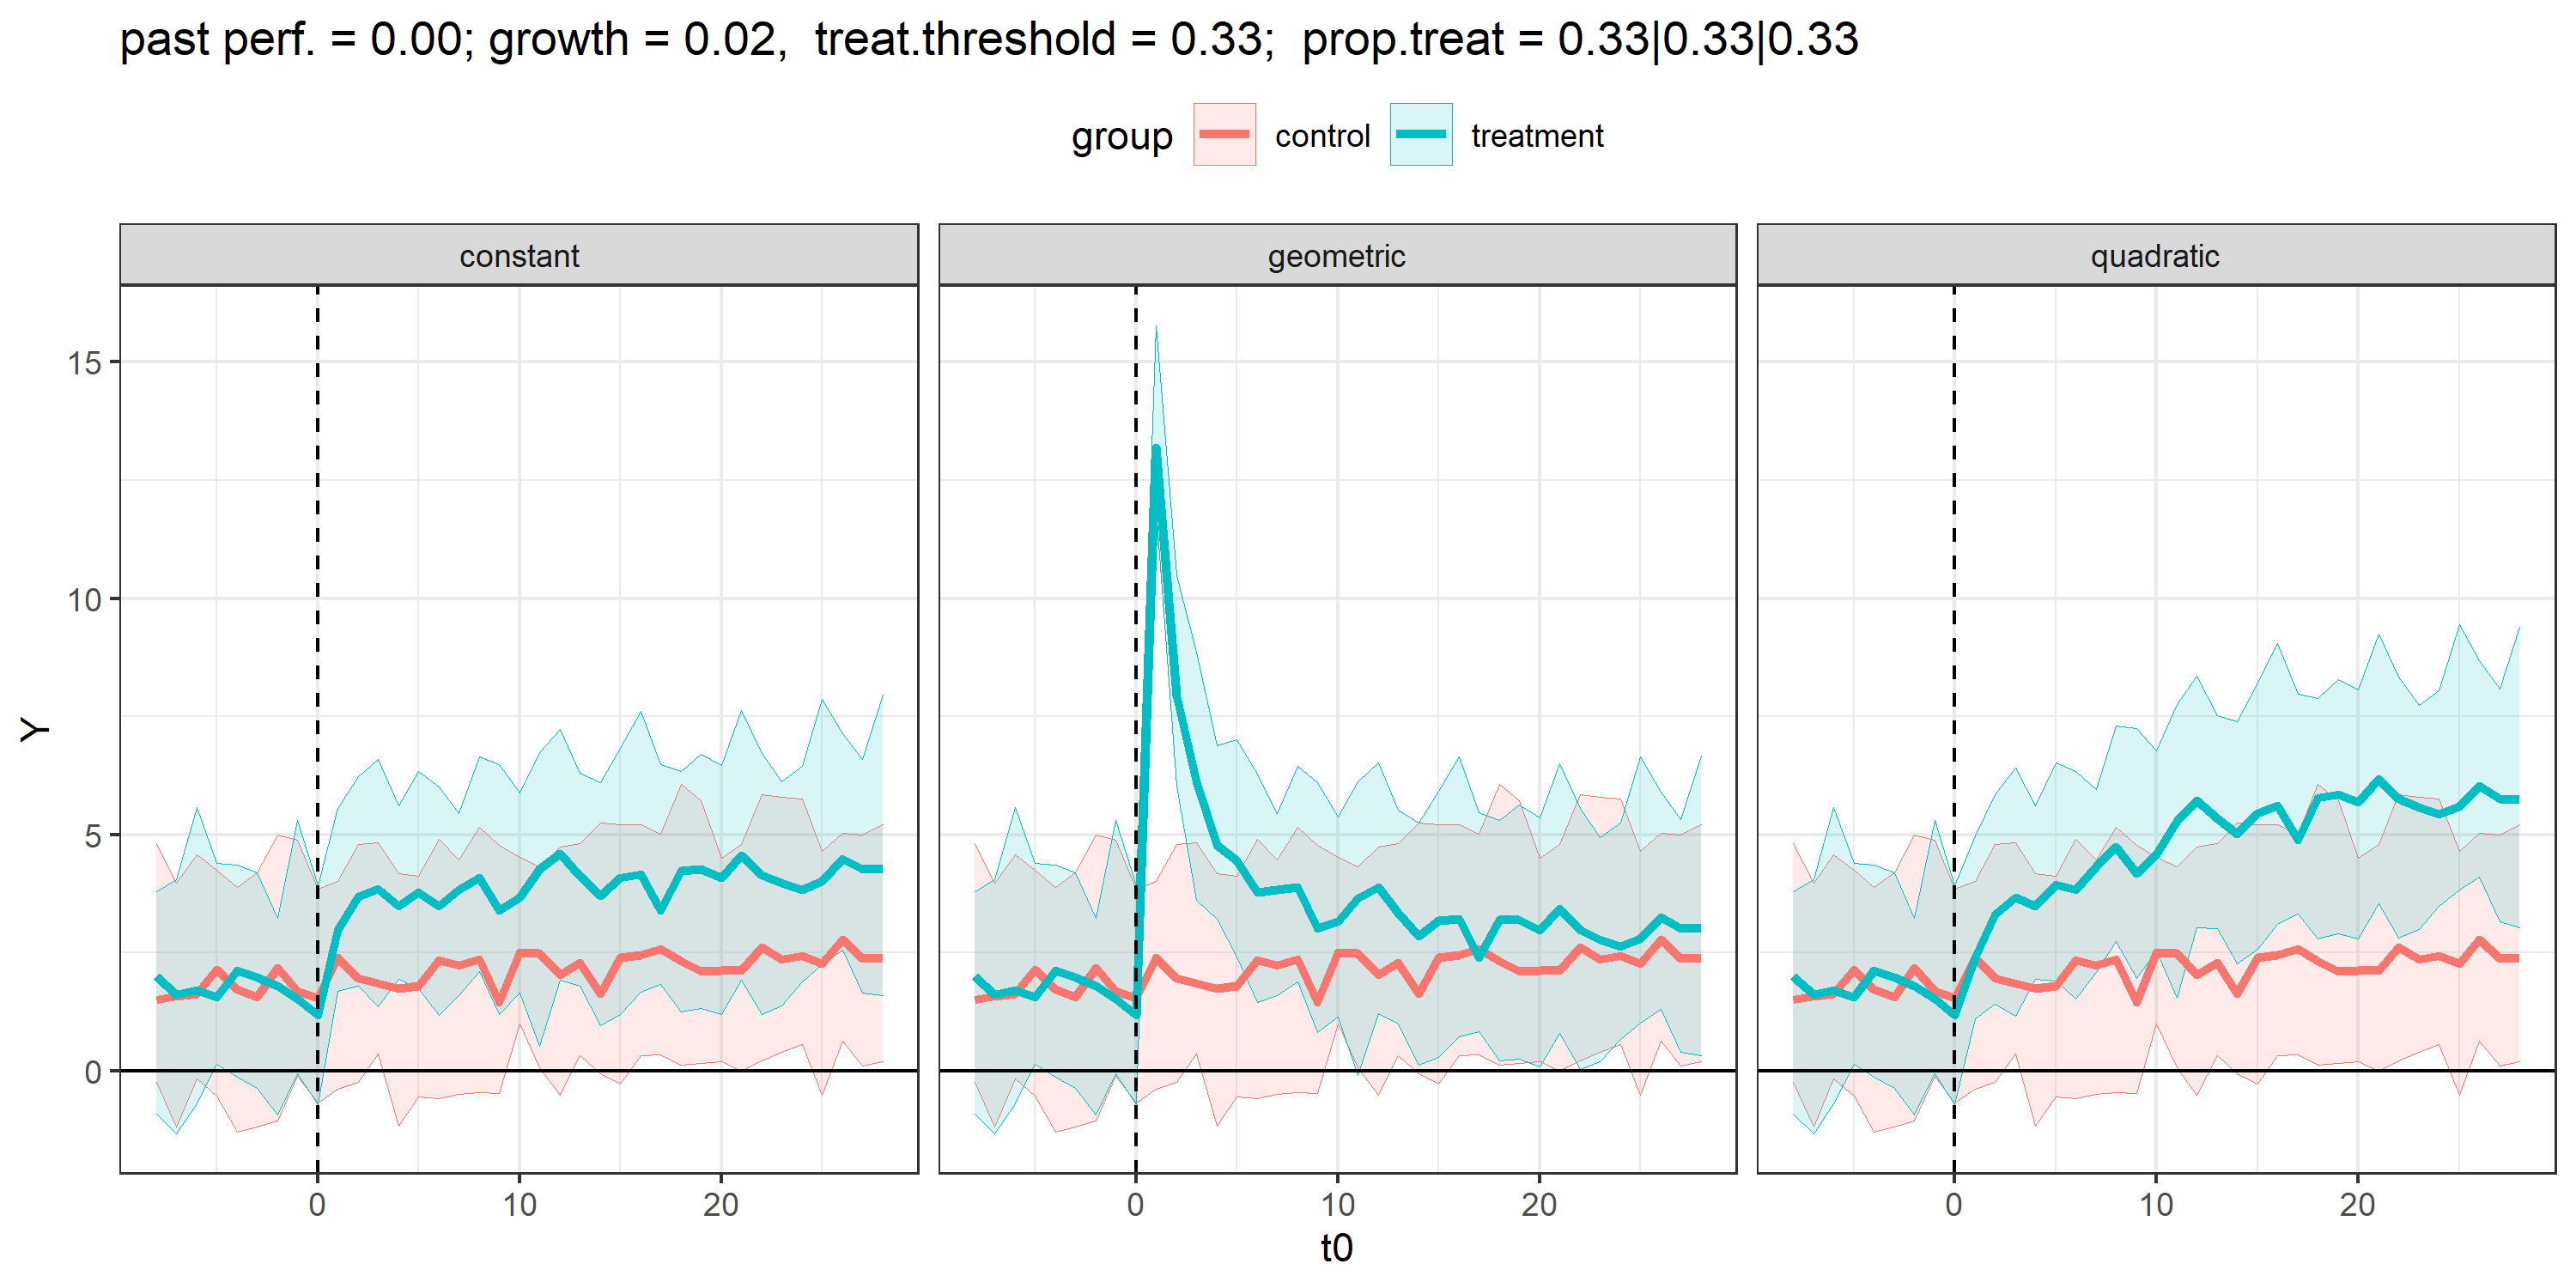 past perf. = 0.00; growth = 0.02,  treat.threshold = 0.33;  prop.treat = 0.33|0.33|0.33
group control treatment
constant geometric quadratic
15
10
5
0
Y
0 10 20 0 10 20 0 10 20
t0